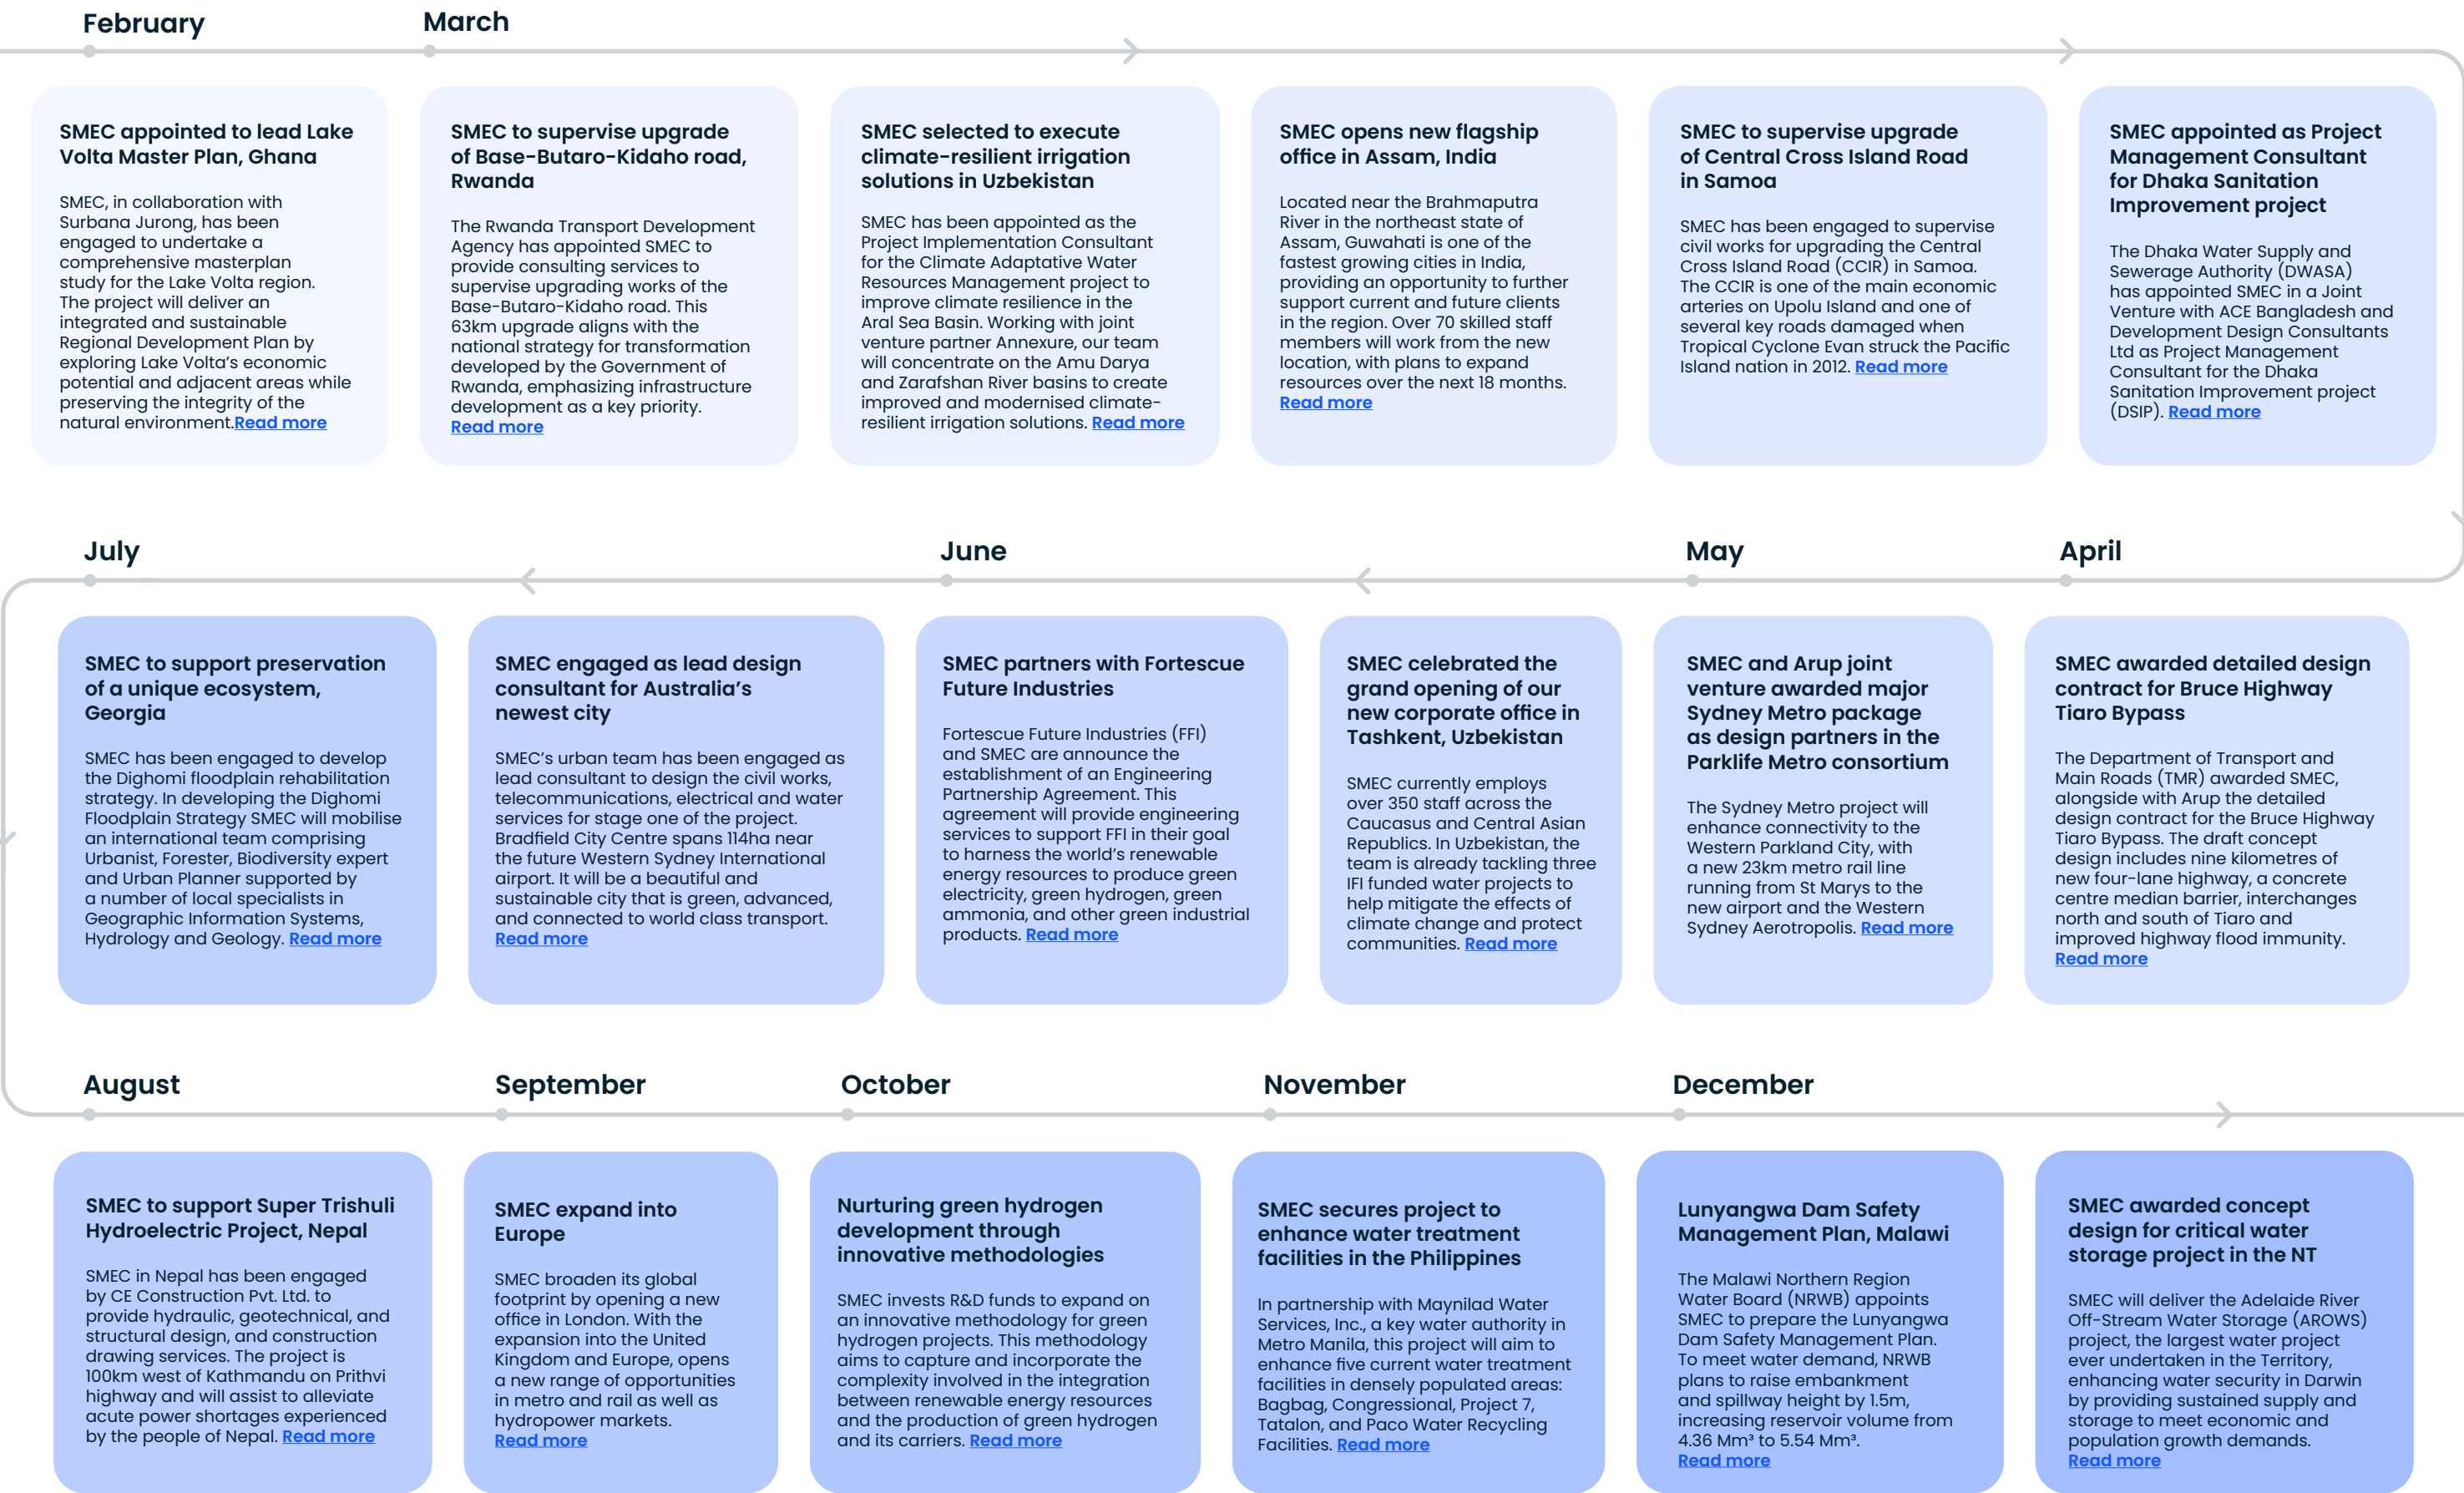 February
March
SMEC appointed to lead Lake
Volta Master Plan, Ghana
SMEC, in collaboration with
Surbana Jurong, has been
engaged to undertake a
comprehensive masterplan
study for the Lake Volta region.
The project will deliver an
integrated and sustainable
Regional Development Plan by
exploring Lake Volta's economic
potential and adjacent areas while
preserving the integrity of the
natural environment.Read more
SMEC to supervise upgrade
of Base-Butaro-Kidaho road,
Rwanda
The Rwanda Transport Development
Agency has appointed SMEC to
provide consulting services to
supervise upgrading works of the
Base-Butaro-Kidaho road. This
63km upgrade aligns with the
national strategy for transformation
developed by the Government of
Rwanda, emphasizing infrastructure
development as a key priority.
Read more
SMEC selected to execute
climate-resilient irrigation
solutions in Uzbekistan
SMEC has been appointed as the
Project Implementation Consultant
for the Climate Adaptative Water
Resources Management project to
improve climate resilience in the
Aral Sea Basin. Working with joint
venture partner Annexure, our team
will concentrate on the Amu Darya
and Zarafshan River basins to create
improved and modernised climate-
resilient irrigation solutions. Read more
SMEC opens new flagship
office in Assam, India
Located near the Brahmaputra
River in the northeast state of
Assam, Guwahati is one of the
fastest growing cities in India,
providing an opportunity to further
support current and future clients
in the region. Over 70 skilled staff
members will work from the new
location, with plans to expand
resources over the next 18 months.
Read more
SMEC to supervise upgrade
of Central Cross Island Road
in Samoa
SMEC has been engaged to supervise
civil works for upgrading the Central
Cross Island Road (CCIR) in Samoa.
The CCIR is one of the main economic
arteries on Upolu Island and one of
several key roads damaged when
Tropical Cyclone Evan struck the Pacific
Island nation in 2012. Read more
SMEC appointed as Project
Management Consultant
for Dhaka Sanitation
Improvement project
The Dhaka Water Supply and
Sewerage Authority (DWASA)
has appointed SMEC in a Joint
Venture with ACE Bangladesh and
Development Design Consultants
Ltd as Project Management
Consultant for the Dhaka
Sanitation Improvement project
(DSIP). Read more
July
June
May
April
SMEC to support preservation
of a unique ecosystem,
Georgia
SMEC has been engaged to develop
the Dighomi floodplain rehabilitation
strategy. In developing the Dighomi
Floodplain Strategy SMEC will mobilise
an international team comprising
Urbanist, Forester, Biodiversity expert
and Urban Planner supported by
a number of local specialists in
Geographic Information Systems,
Hydrology and Geology. Read more
SMEC engaged as lead design
consultant for Australia's
newest city
SMEC's urban team has been engaged as
lead consultant to design the civil works,
telecommunications, electrical and water
services for stage one of the project.
Bradfield City Centre spans 114ha near
the future Western Sydney International
airport. It will be a beautiful and
sustainable city that is green, advanced,
and connected to world class transport.
Read more
SMEC partners with Fortescue
Future Industries
Fortescue Future Industries (FFI)
and SMEC are announce the
establishment of an Engineering
Partnership Agreement. This
agreement will provide engineering
services to support FFI in their goal
to harness the world's renewable
energy resources to produce green
electricity, green hydrogen, green
ammonia, and other green industrial
products. Read more
SMEC celebrated the
grand opening of our
new corporate office in
Tashkent, Uzbekistan
SMEC currently employs
over 350 staff across the
Caucasus and Central Asian
Republics. In Uzbekistan, the
team is already tackling three
IFI funded water projects to
help mitigate the effects of
climate change and protect
communities. Read more
SMEC and Arup joint
venture awarded major
Sydney Metro package
as design partners in the
Parklife Metro consortium
The Sydney Metro project will
enhance connectivity to the
Western Parkland City, with
a new 23km metro rail line
running from St Marys to the
new airport and the Western
Sydney Aerotropolis. Read more
SMEC awarded detailed design
contract for Bruce Highway
Tiaro Bypass
The Department of Transport and
Main Roads (TMR) awarded SMEC,
alongside with Arup the detailed
design contract for the Bruce Highway
Tiaro Bypass. The draft concept
design includes nine kilometres of
new four-lane highway, a concrete
centre median barrier, interchanges
north and south of Tiaro and
improved highway flood immunity.
Read more
August
September
October
November
December
SMEC to support Super Trishuli
Hydroelectric Project, Nepal
SMEC in Nepal has been engaged
by CE Construction Pvt. Ltd. to
provide hydraulic, geotechnical, and
structural design, and construction
drawing services. The project is
100km west of Kathmandu on Prithvi
highway and will assist to alleviate
acute power shortages experienced
by the people of Nepal. Read more
SMEC expand into
Europe
SMEC broaden its global
footprint by opening a new
office in London. With the
expansion into the United
Kingdom and Europe, opens
a new range of opportunities
in metro and rail as well as
hydropower markets.
Read more
Nurturing green hydrogen
development through
innovative methodologies
SMEC invests R&D funds to expand on
an innovative methodology for green
hydrogen projects. This methodology
aims to capture and incorporate the
complexity involved in the integration
between renewable energy resources
and the production of green hydrogen
and its carriers. Read more
SMEC secures project to
enhance water treatment
facilities in the Philippines
In partnership with Maynilad Water
Services, Inc., a key water authority in
Metro Manila, this project will aim to
enhance five current water treatment
facilities in densely populated areas:
Bagbag, Congressional, Project 7,
Tatalon, and Paco Water Recycling
Facilities. Read more
Lunyangwa Dam Safety
Management Plan, Malawi
The Malawi Northern Region
Water Board (NRWB) appoints
SMEC to prepare the Lunyangwa
Dam Safety Management Plan.
To meet water demand, NRWB
plans to raise embankment
and spillway height by 1.5m,
increasing reservoir volume from
4.36 Mm³ to 5.54 Mm³.
Read more
SMEC awarded concept
design for critical water
storage project in the NT
SMEC will deliver the Adelaide River
Off-Stream Water Storage (AROWS)
project, the largest water project
ever undertaken in the Territory,
enhancing water security in Darwin
by providing sustained supply and
storage to meet economic and
population growth demands.
Read more